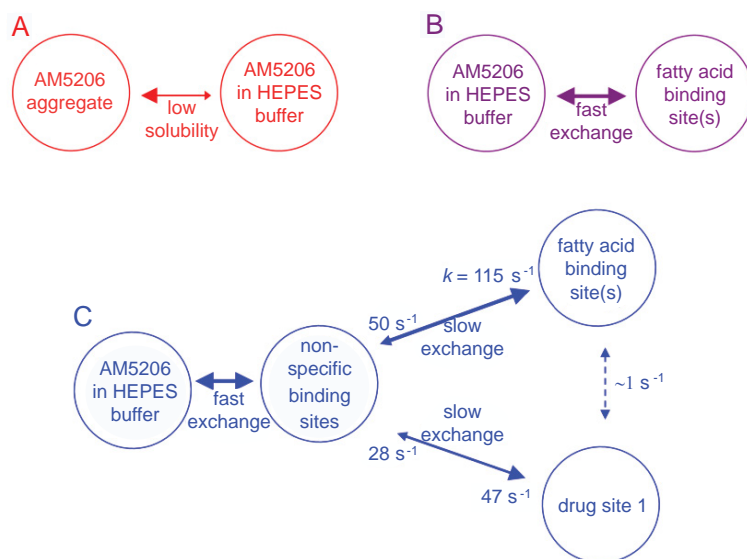 A
AM5206
aggregate
low
solubility
AM5206
in HEPES
buffer
B
AM5206
in HEPES
buffer
fast
exchange
fatty acid
binding
site(s)
C
AM5206
in HEPES
buffer
fast
exchange
non-
specific
binding
sites
50 s⁻¹
k = 115 s⁻¹
slow
exchange
fatty acid
binding
site(s)
~1 s⁻¹
slow
exchange
28 s⁻¹
47 s⁻¹
drug site 1